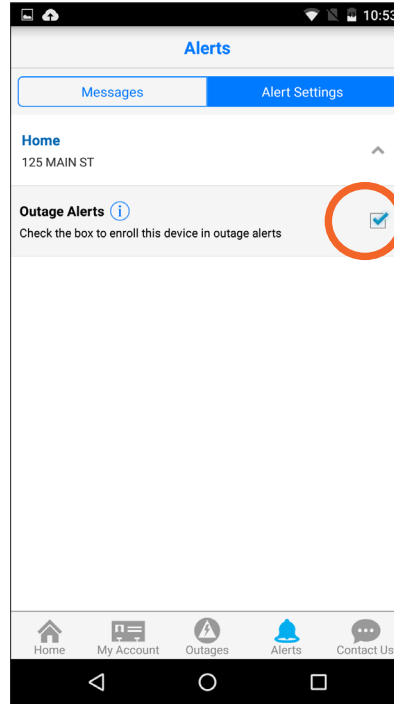 10:53
Alerts
Messages
Alert Settings
Home
125 MAIN ST
Outage Alerts i
Check the box to enroll this device in outage alerts
Home
My Account
Outages
Alerts
Contact Us